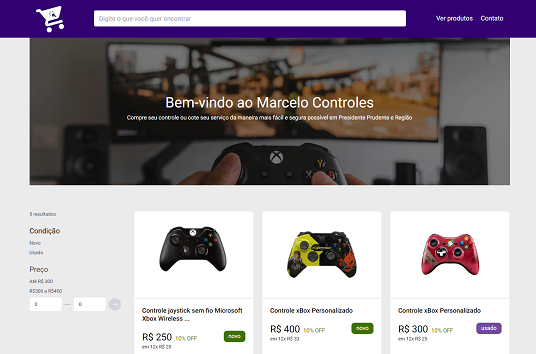 Digite o que você quer encontrar
Ver produtos
Contato
Bem-vindo ao Marcelo Controles
Compre seu controle ou cote seu serviço da maneira mais fácil e segura possível em Presidente Prudente e Região
5 resultados
Condição
Novo
Usado
Preço
Até R$ 300
R$300 a R$400
0 — 0
Controle joystick sem fio Microsoft
Xbox Wireless ...
R$ 250 10% OFF
novo
em 12x R$ 20
Controle xBox Personalizado
R$ 400 10% OFF
novo
em 12x R$ 33
Controle xBox Personalizado
R$ 300 10% OFF
usado
em 12x R$ 25